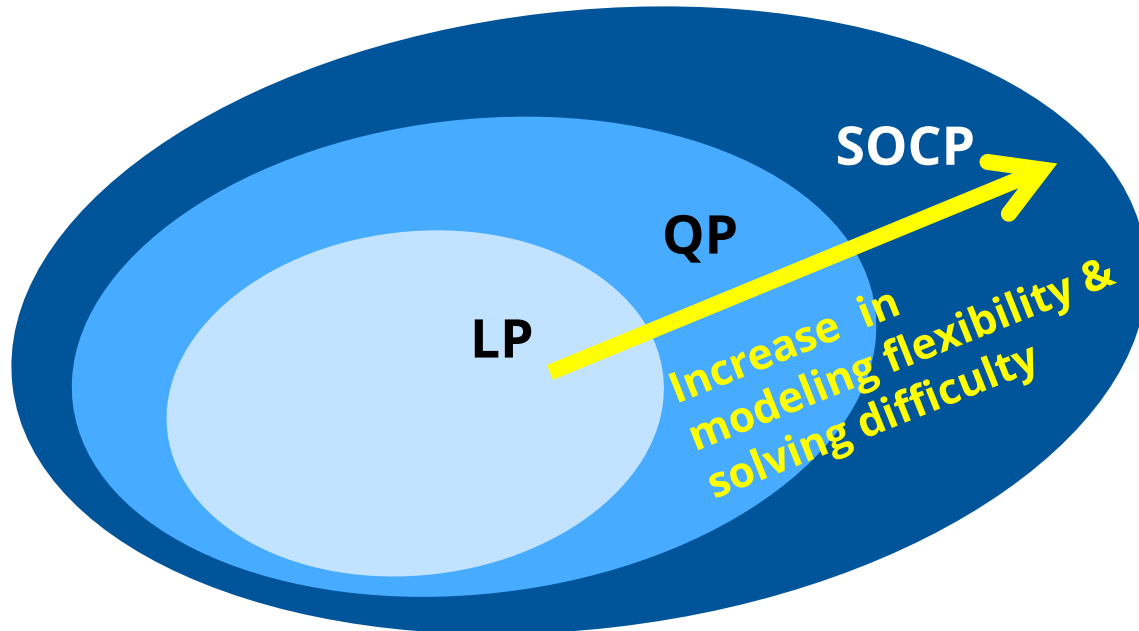 SOCP
QP
LP
Increase in
modeling flexibility &
solving difficulty